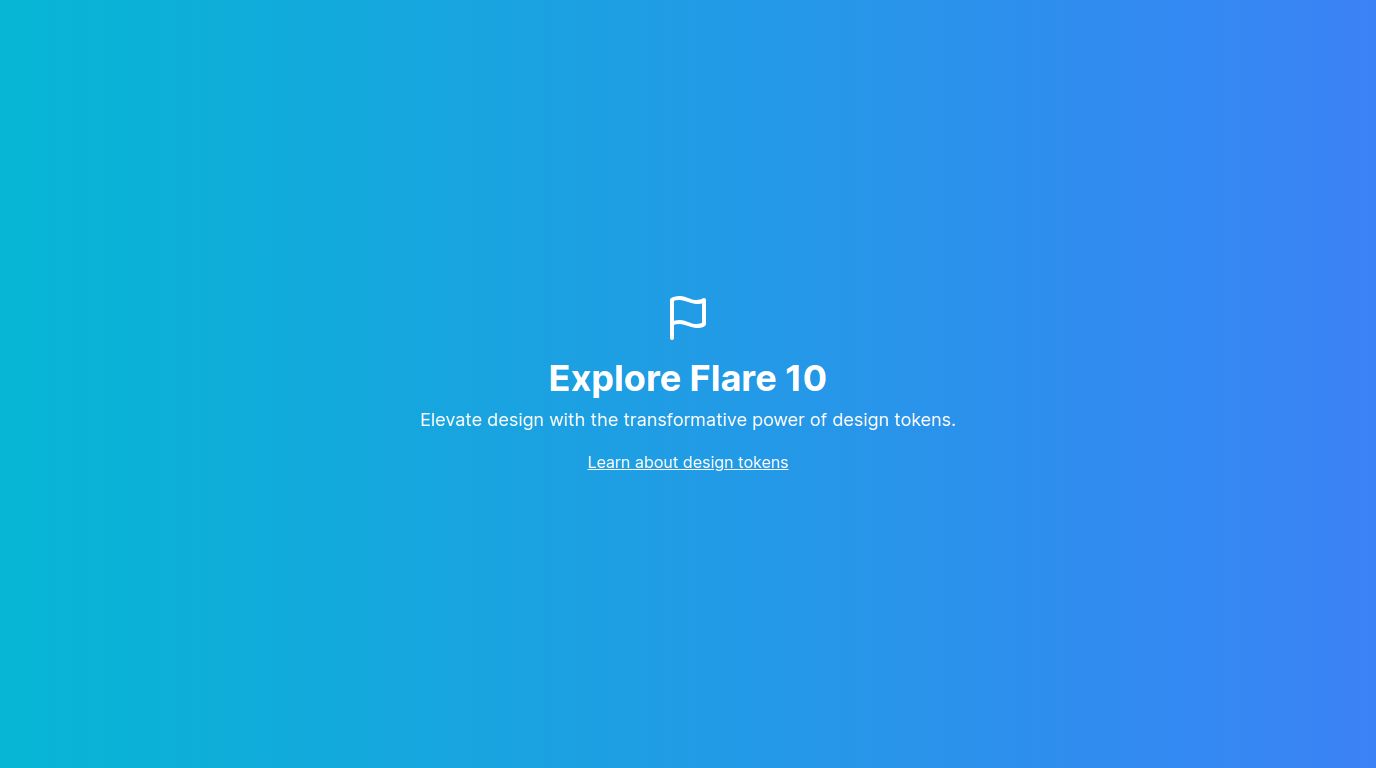 Explore Flare 10
Elevate design with the transformative power of design tokens.
Learn about design tokens